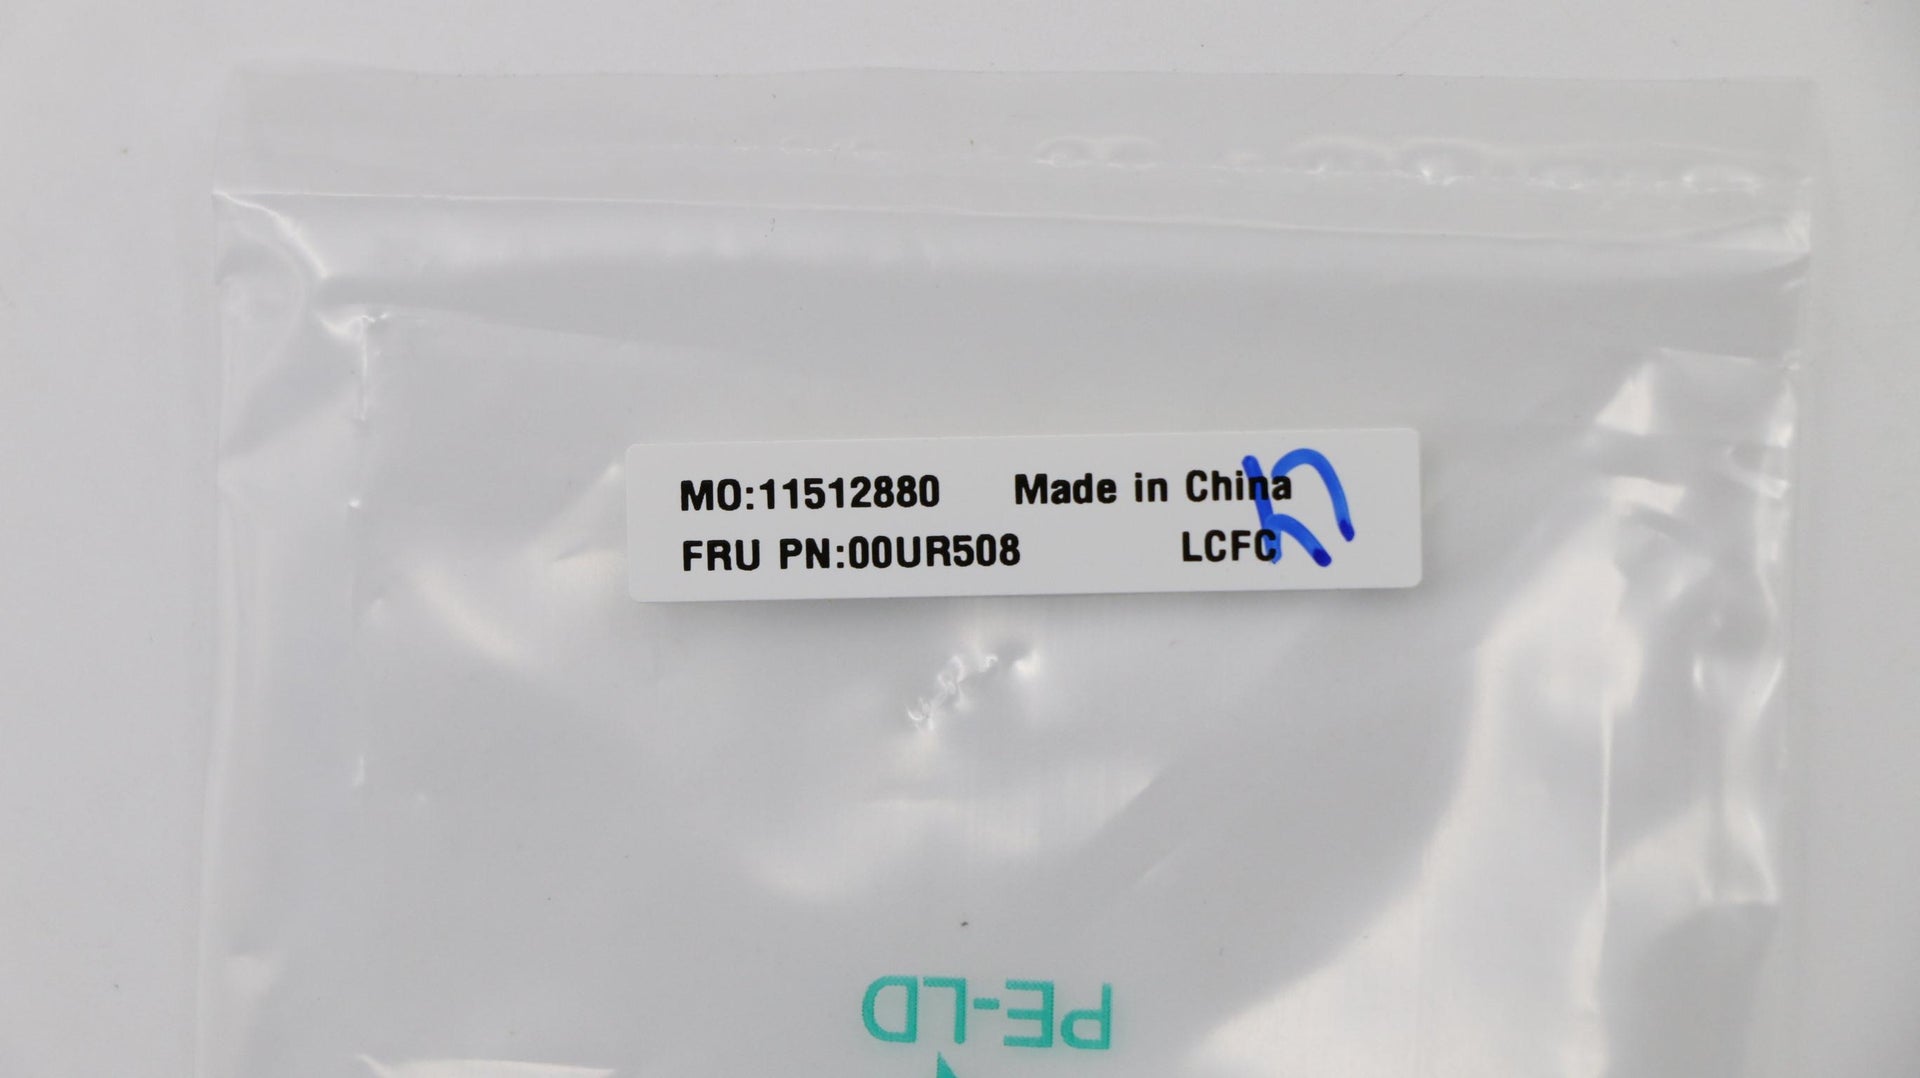 MO:11512880 Made in China
FRU PN:00UR508 LCFC
PE-LD